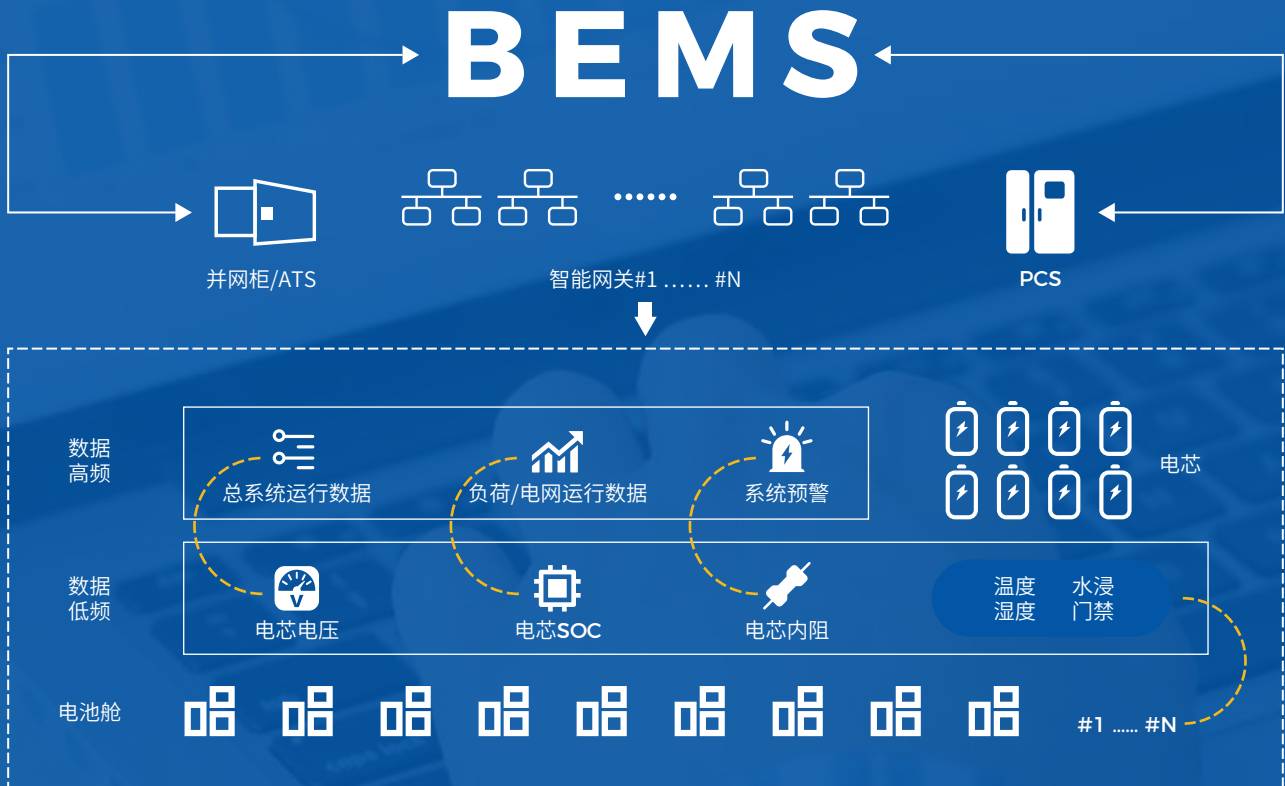 BEMS
并网柜/ATS
智能网关#1 …… #N
PCS
数据
高频
总系统运行数据
负荷/电网运行数据
系统预警
电芯
数据
低频
V
电芯电压
电芯SOC
电芯内阻
温度 水浸
湿度 门禁
电池舱
#1 …… #N